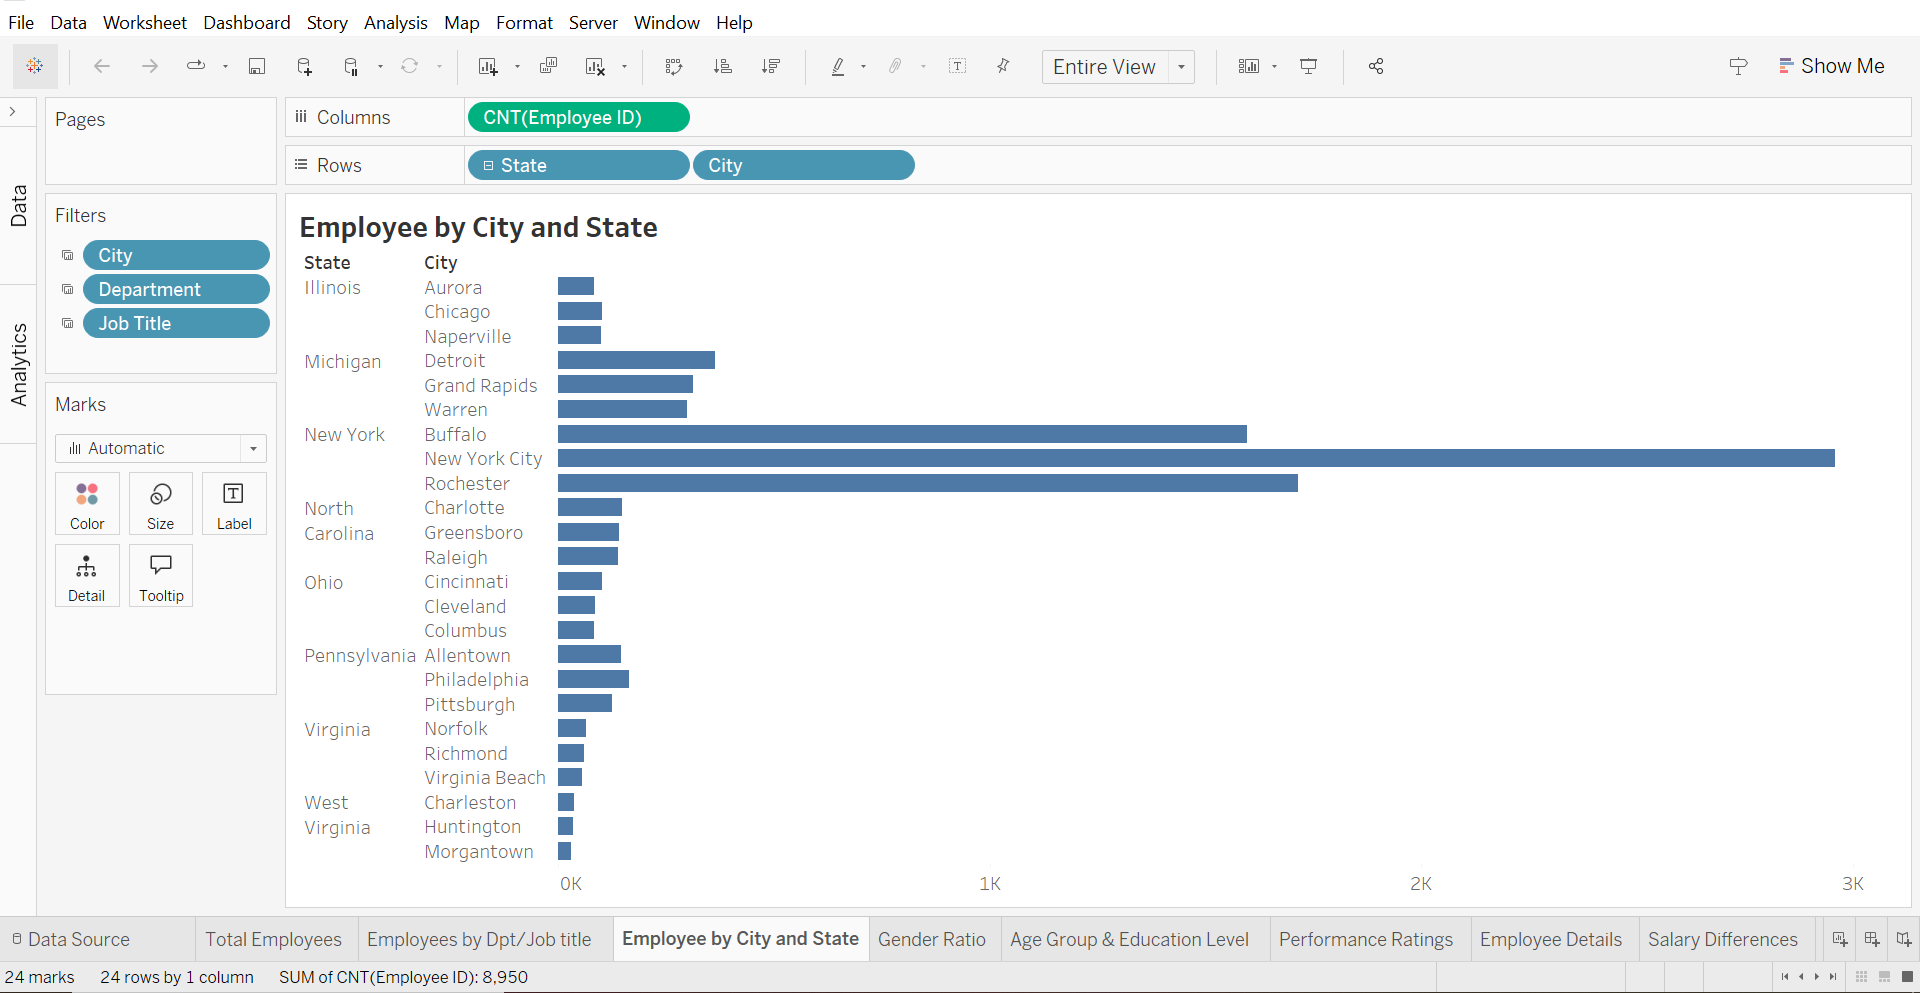 File Data Worksheet Dashboard Story Analysis Map Format Server Window Help
Entire View
Show Me
Pages
Columns
CNT(Employee ID)
Rows
State
City
Data
Analytics
Filters
City
Department
Job Title
Marks
Automatic
Color
Size
Label
Detail
Tooltip
Employee by City and State
State City
Illinois Aurora
Chicago
Naperville
Michigan Detroit
Grand Rapids
Warren
New York Buffalo
New York City
Rochester
North Charlotte
Carolina Greensboro
Raleigh
Ohio Cincinnati
Cleveland
Columbus
Pennsylvania Allentown
Philadelphia
Pittsburgh
Virginia Norfolk
Richmond
Virginia Beach
West Charleston
Virginia Huntington
Morgantown
0K 1K 2K 3K
Data Source Total Employees Employees by Dpt/Job title Employee by City and State Gender Ratio Age Group & Education Level Performance Ratings Employee Details Salary Differences
24 marks 24 rows by 1 column SUM of CNT(Employee ID): 8,950